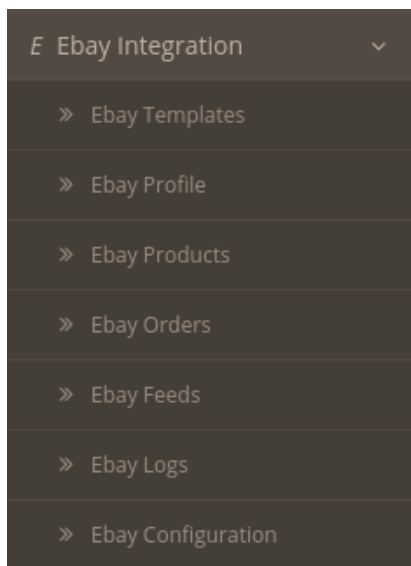 E Ebay Integration
» Ebay Templates
» Ebay Profile
» Ebay Products
» Ebay Orders
» Ebay Feeds
» Ebay Logs
» Ebay Configuration